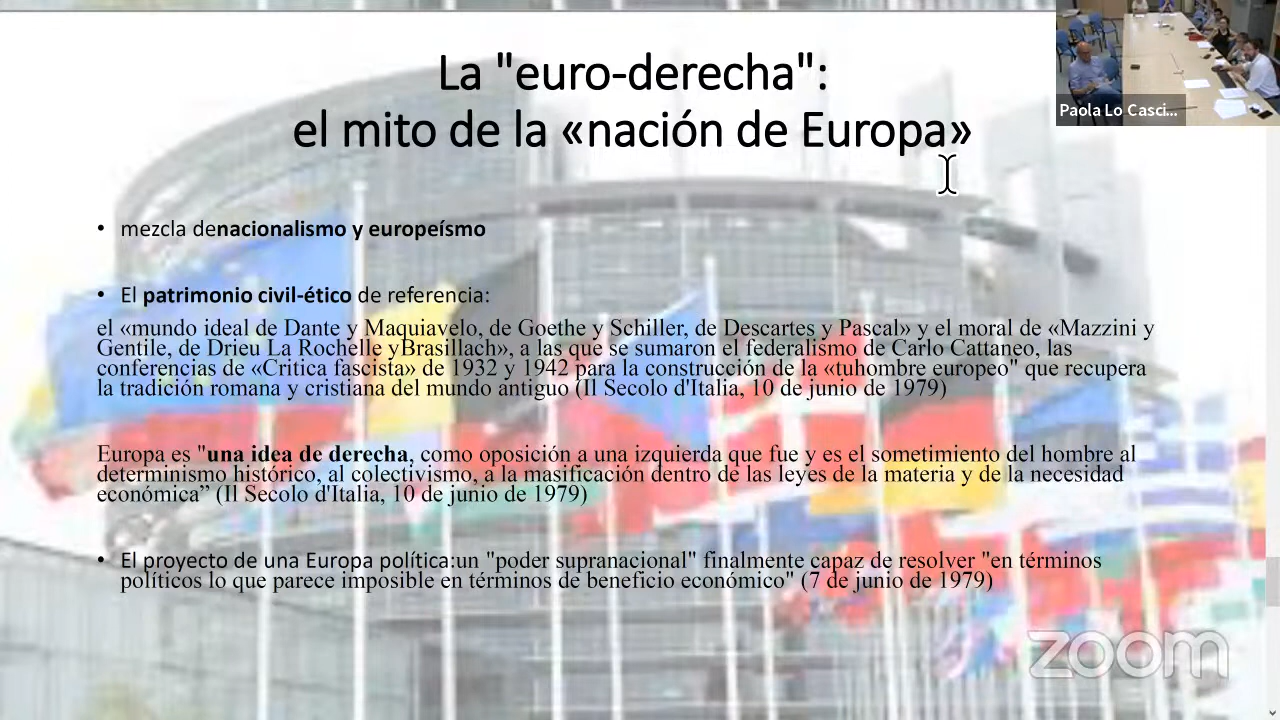 La "euro-derecha":
el mito de la «nación de Europa»
Paola Lo Casci...
• mezcla denacionalismo y europeísmo
• El patrimonio civil-ético de referencia:
el «mundo ideal de Dante y Maquiavelo, de Goethe y Schiller, de Descartes y Pascal» y el moral de «Mazzini y
Gentile, de Drieu La Rochelle yBrasillach», a las que se sumaron el federalismo de Carlo Cattaneo, las
conferencias de «Critica fascista» de 1932 y 1942 para la construcción de la «tuhombre europeo" que recupera
la tradición romana y cristiana del mundo antiguo (Il Secolo d'Italia, 10 de junio de 1979)
Europa es "una idea de derecha, como oposición a una izquierda que fue y es el sometimiento del hombre al
determinismo histórico, al colectivismo, a la masificación dentro de las leyes de la materia y de la necesidad
económica” (Il Secolo d'Italia, 10 de junio de 1979)
• El proyecto de una Europa política:un "poder supranacional" finalmente capaz de resolver "en términos
políticos lo que parece imposible en términos de beneficio económico" (7 de junio de 1979)
zoom